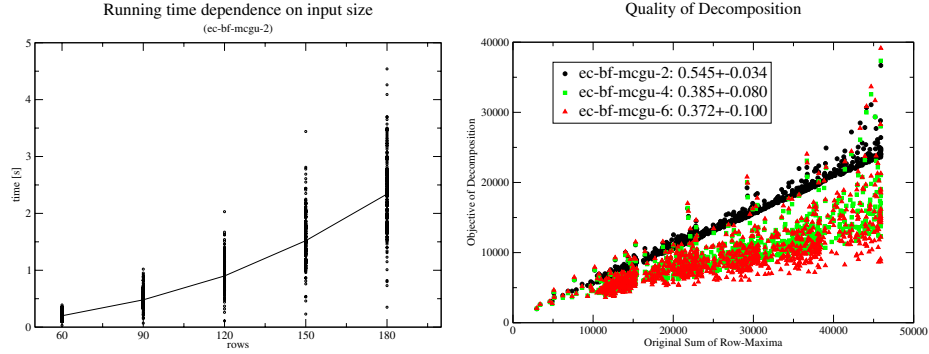 Running time dependence on input size
(ec-bf-mcgu-2)
5
4
3
2
1
0
time [s]
60
90
120
150
180
rows
Quality of Decomposition
ec-bf-mcgu-2: 0.545+-0.034
ec-bf-mcgu-4: 0.385+-0.080
ec-bf-mcgu-6: 0.372+-0.100
40000
30000
20000
10000
0
Objective of Decomposition
0
10000
20000
30000
40000
50000
Original Sum of Row-Maxima